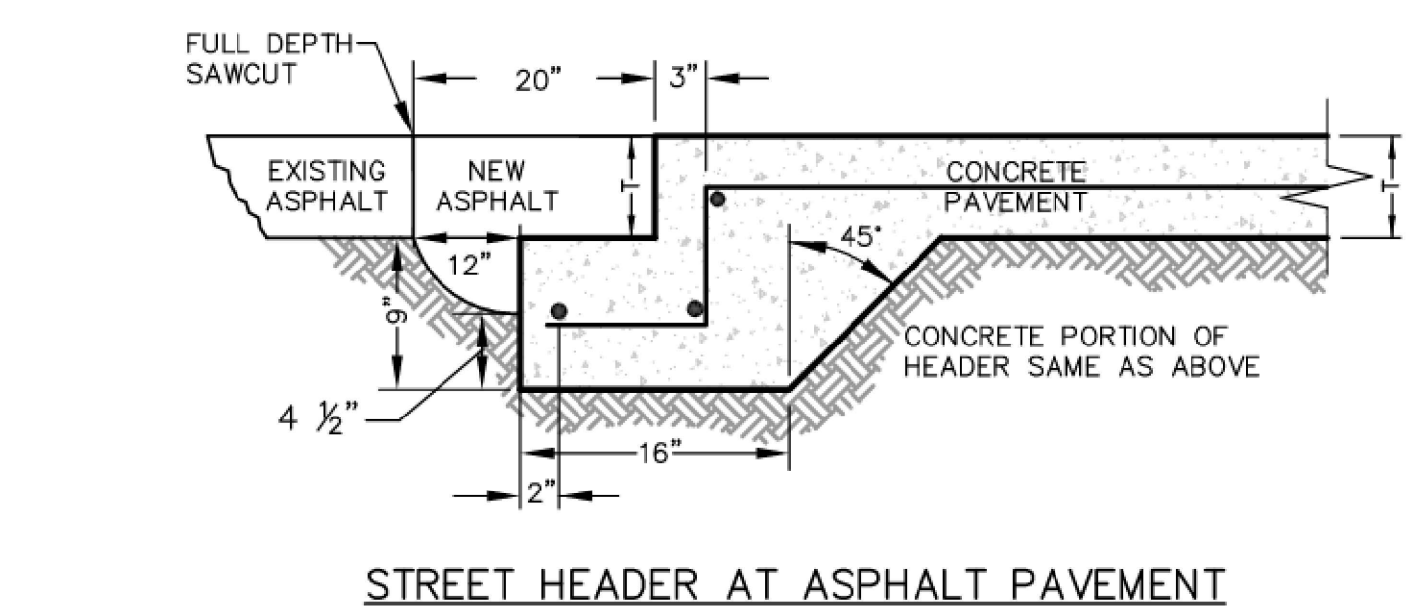 FULL DEPTH
SAWCUT
20”
3”
EXISTING
ASPHALT
NEW
ASPHALT
T
CONCRETE
PAVEMENT
T
45°
12”
9”
CONCRETE PORTION OF
HEADER SAME AS ABOVE
4 ½”
16”
2”
STREET HEADER AT ASPHALT PAVEMENT